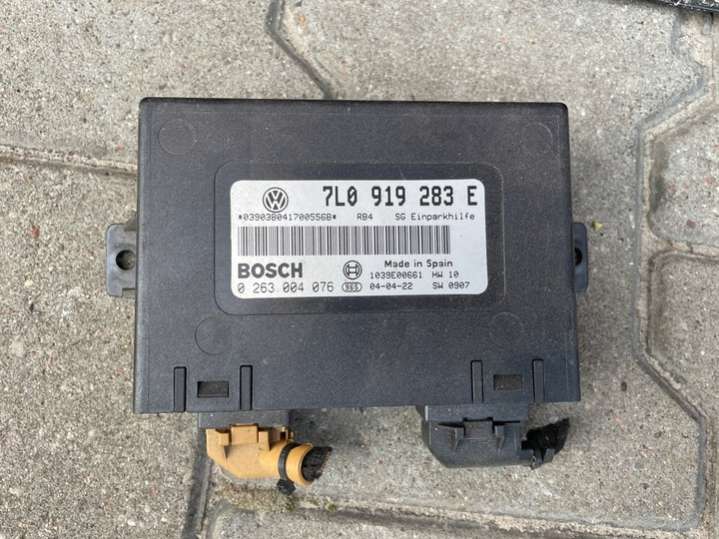 7L0 919 283 E
*03903B041700556B* RB4 SG Einparkhilfe
BOSCH Made in Spain
1039E00661 HW 10
0 263 004 076 04-04-22 SW 0907